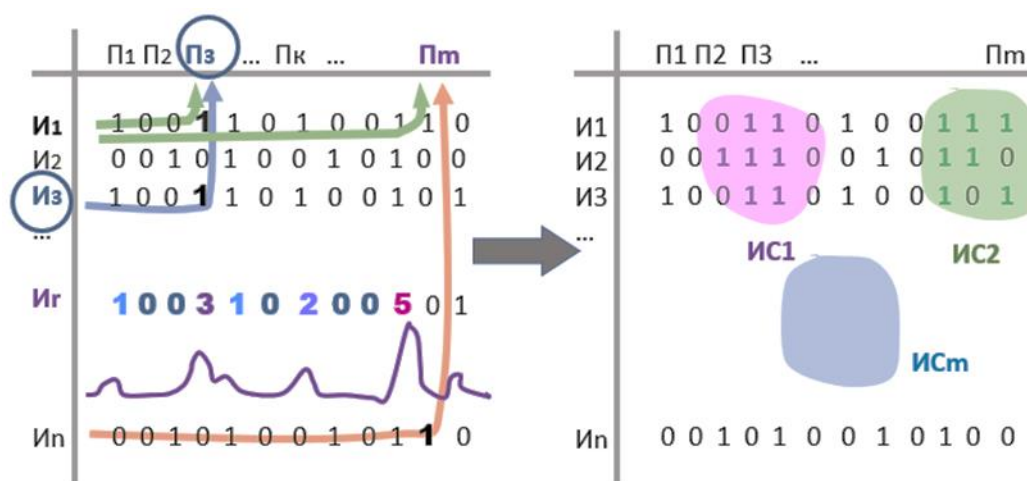 П1 П2 П3 ... Пк ... Пm
И1 1 0 0 1 1 0 1 0 0 1 1 0
И2 0 0 1 0 1 0 0 1 0 1 0 0
И3 1 0 0 1 1 0 1 0 0 1 0 1
...
Иr 1 0 0 3 1 0 2 0 0 5 0 1
Иn 0 0 1 0 1 0 0 1 0 1 1 0
П1 П2 П3 ... Пm
И1 1 0 0 1 1 0 1 0 0 1 1 1
И2 0 0 1 1 1 0 0 1 0 1 1 0
И3 1 0 0 1 1 0 1 0 0 1 0 1
...
ИС1 ИС2
ИСm
Иn 0 0 1 0 1 0 0 1 0 1 0 0